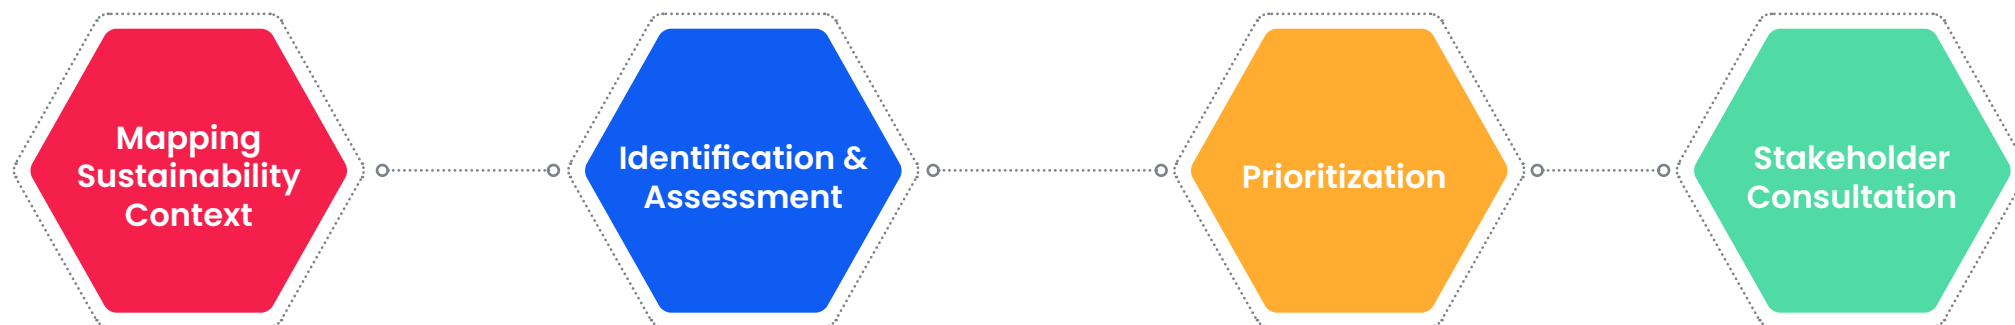 Mapping
Sustainability
Context
Identification &
Assessment
Prioritization
Stakeholder
Consultation